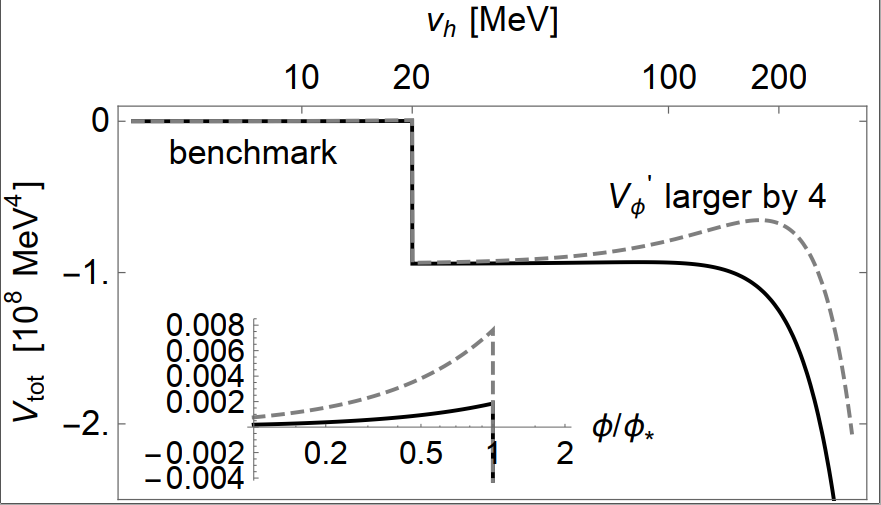 v_h [MeV]
10 20 100 200
0
benchmark
V_ϕ' larger by 4
V_tot [10^8 MeV^4]
−1.
0.008
0.006
0.004
0.002
ϕ/ϕ_*
−2.
−0.002
−0.004
0.2 0.5 1 2